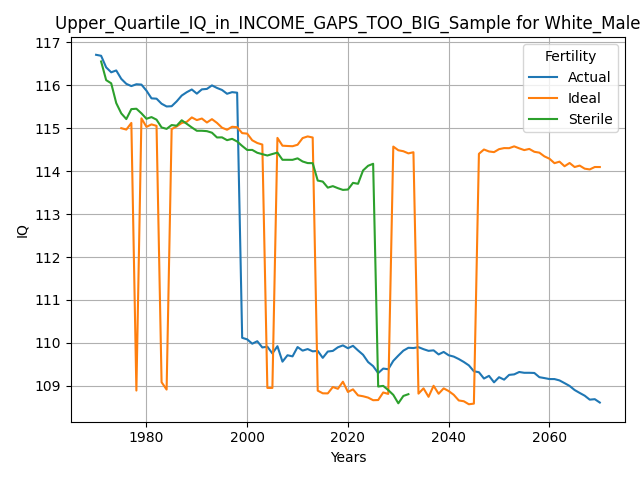 Upper_Quartile_IQ_in_INCOME_GAPS_TOO_BIG_Sample for White_Male
117
116
115
114
113
112
111
110
109
IQ
Fertility
Actual
Ideal
Sterile
1980
2000
2020
2040
2060
Years